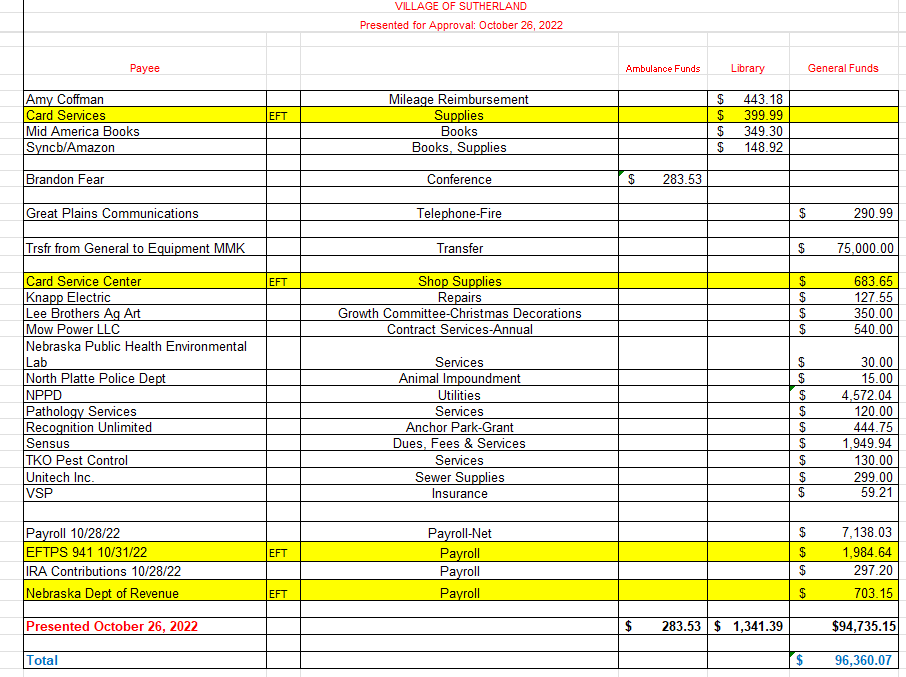 VILLAGE OF SUTHERLAND
Presented for Approval: October 26, 2022
Payee Ambulance Funds Library General Funds
Amy Coffman Mileage Reimbursement $ 443.18
Card Services EFT Supplies $ 399.99
Mid America Books Books $ 349.30
Syncb/Amazon Books, Supplies $ 148.92
Brandon Fear Conference $ 283.53
Great Plains Communications Telephone-Fire $ 290.99
Trsfr from General to Equipment MMK Transfer $ 75,000.00
Card Service Center EFT Shop Supplies $ 683.65
Knapp Electric Repairs $ 127.55
Lee Brothers Ag Art Growth Committee-Christmas Decorations $ 350.00
Mow Power LLC Contract Services-Annual $ 540.00
Nebraska Public Health Environmental
Lab Services $ 30.00
North Platte Police Dept Animal Impoundment $ 15.00
NPPD Utilities $ 4,572.04
Pathology Services Services $ 120.00
Recognition Unlimited Anchor Park-Grant $ 444.75
Sensus Dues, Fees & Services $ 1,949.94
TKO Pest Control Services $ 130.00
Unitech Inc. Sewer Supplies $ 299.00
VSP Insurance $ 59.21
Payroll 10/28/22 Payroll-Net $ 7,138.03
EFTPS 941 10/31/22 EFT Payroll $ 1,984.64
IRA Contributions 10/28/22 Payroll $ 297.20
Nebraska Dept of Revenue EFT Payroll $ 703.15
Presented October 26, 2022 $ 283.53 $ 1,341.39 $94,735.15
Total $ 96,360.07